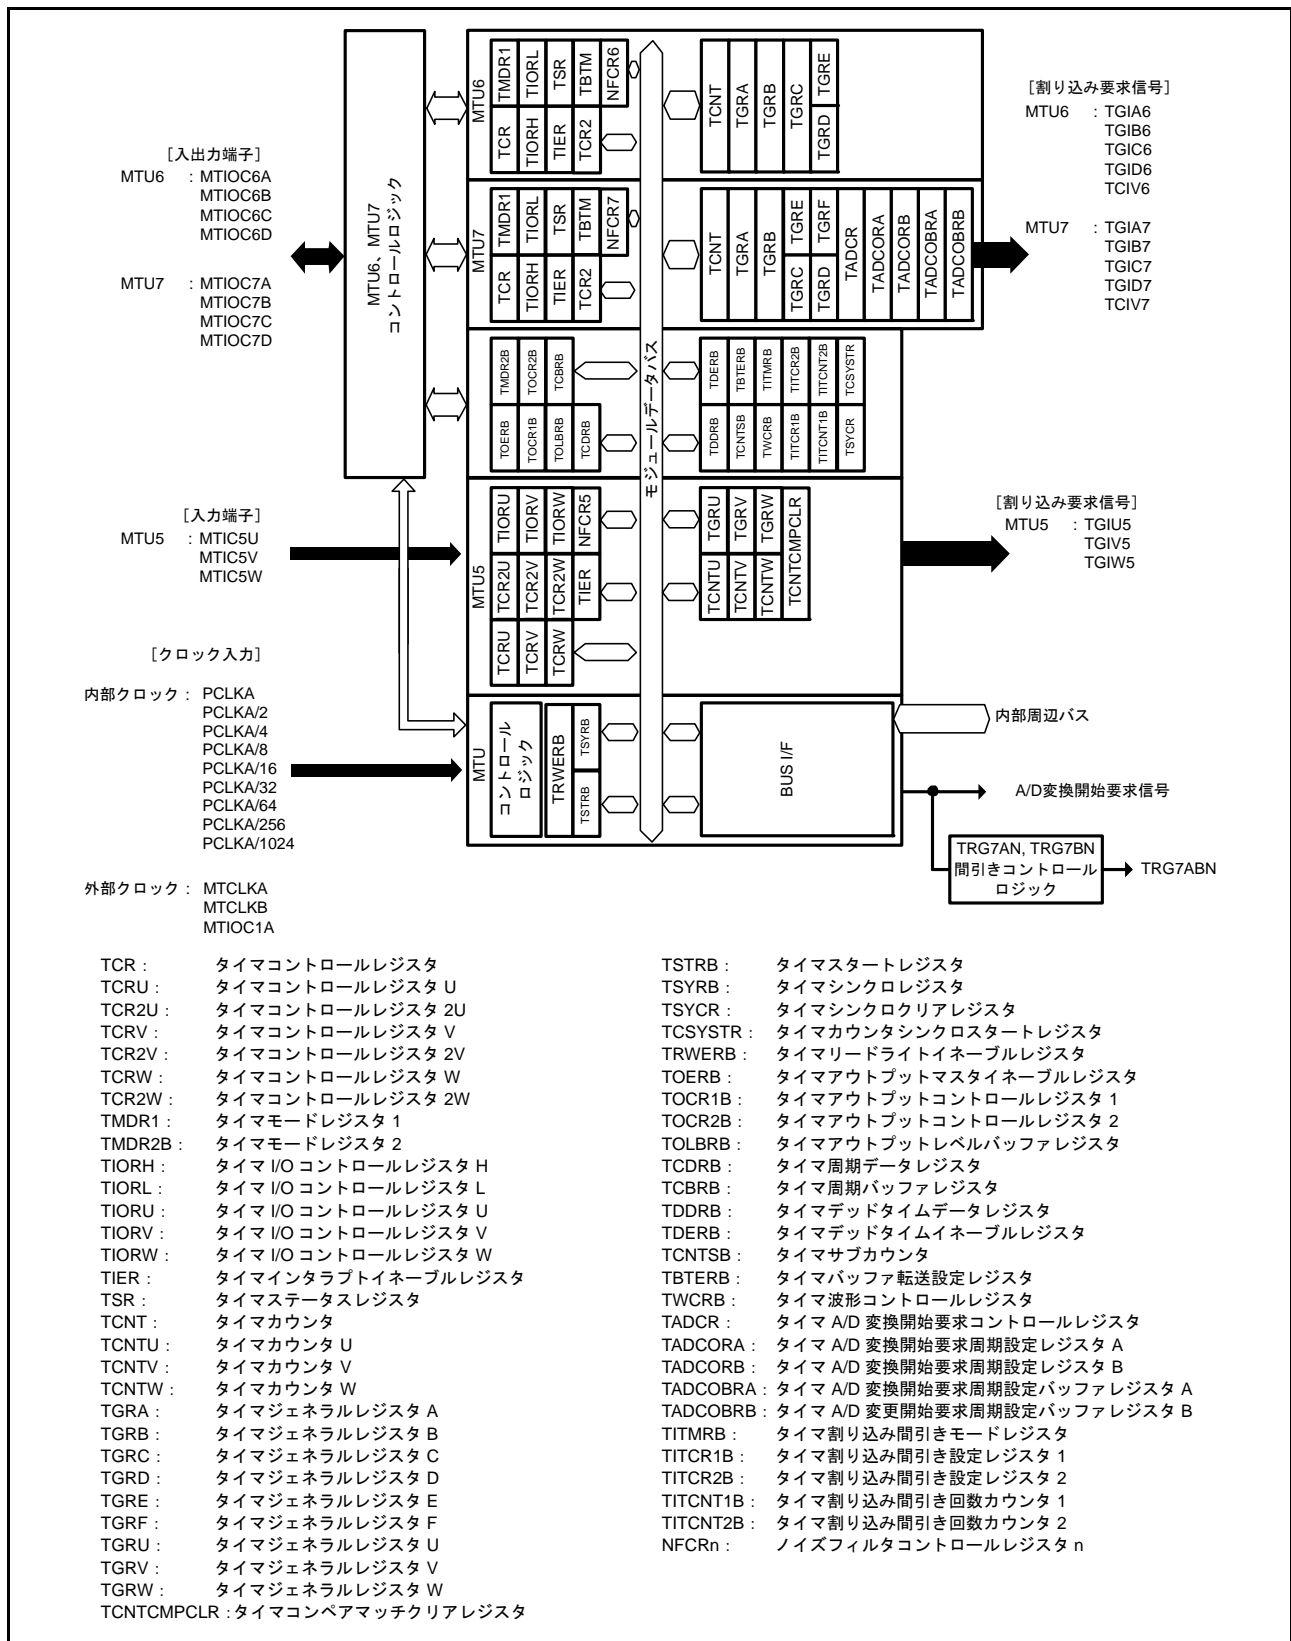 [入出力端子]
MTU6 : MTIOC6A
MTIOC6B
MTIOC6C
MTIOC6D
MTU7 : MTIOC7A
MTIOC7B
MTIOC7C
MTIOC7D
[入力端子]
MTU5 : MTIC5U
MTIC5V
MTIC5W
[クロック入力]
内部クロック : PCLKA
PCLKA/2
PCLKA/4
PCLKA/8
PCLKA/16
PCLKA/32
PCLKA/64
PCLKA/256
PCLKA/1024
外部クロック : MTCLKA
MTCLKB
MTIOC1A
MTU6、MTU7
コントロールロジック
MTU6
TMDR1
TIORL
TSR
TBTM
NFCR6
TCR
TIORH
TIER
TCR2
TCNT
TGRA
TGRB
TGRC
TGRE
TGRD
MTU7
TMDR1
TIORL
TSR
TBTM
NFCR7
TCR
TIORH
TIER
TCR2
TCNT
TGRA
TGRB
TGRE
TGRF
TGRC
TGRD
TADCR
TADCORA
TADCORB
TADCOBRA
TADCOBRB
TMDR2B
TOCR2B
TCBRB
TOERB
TOCR1B
TOLBRB
TCDRB
TDERB
TBTERB
TITMRB
TITCR2B
TITCNT2B
TCSYSTR
TDDRB
TCNTSB
TWCRB
TITCR1B
TITCNT1B
TSYCR
モジュールデータバス
MTU5
TIORU
TIORV
TIORW
NFCR5
TCR2U
TCR2V
TCR2W
TIER
TCRU
TCRV
TCRW
TGRU
TGRV
TGRW
TCNTU
TCNTV
TCNTW
TCNTCMPCLR
MTU
コントロール
ロジック
TRWERB
TSYRB
TSTRB
BUS I/F
[割り込み要求信号]
MTU6 : TGIA6
TGIB6
TGIC6
TGID6
TCIV6
MTU7 : TGIA7
TGIB7
TGIC7
TGID7
TCIV7
[割り込み要求信号]
MTU5 : TGIU5
TGIV5
TGIW5
内部周辺バス
A/D変換開始要求信号
TRG7AN, TRG7BN
間引きコントロール
ロジック
TRG7ABN
TCR : タイマコントロールレジスタ
TCRU : タイマコントロールレジスタ U
TCR2U : タイマコントロールレジスタ 2U
TCRV : タイマコントロールレジスタ V
TCR2V : タイマコントロールレジスタ 2V
TCRW : タイマコントロールレジスタ W
TCR2W : タイマコントロールレジスタ 2W
TMDR1 : タイマモードレジスタ 1
TMDR2B : タイマモードレジスタ 2
TIORH : タイマ I/O コントロールレジスタ H
TIORL : タイマ I/O コントロールレジスタ L
TIORU : タイマ I/O コントロールレジスタ U
TIORV : タイマ I/O コントロールレジスタ V
TIORW : タイマ I/O コントロールレジスタ W
TIER : タイマインタラプトイネーブルレジスタ
TSR : タイマステータスレジスタ
TCNT : タイマカウンタ
TCNTU : タイマカウンタ U
TCNTV : タイマカウンタ V
TCNTW : タイマカウンタ W
TGRA : タイマジェネラルレジスタ A
TGRB : タイマジェネラルレジスタ B
TGRC : タイマジェネラルレジスタ C
TGRD : タイマジェネラルレジスタ D
TGRE : タイマジェネラルレジスタ E
TGRF : タイマジェネラルレジスタ F
TGRU : タイマジェネラルレジスタ U
TGRV : タイマジェネラルレジスタ V
TGRW : タイマジェネラルレジスタ W
TCNTCMPCLR : タイマコンペアマッチクリアレジスタ
TSTRB : タイマスタートレジスタ
TSYRB : タイマシンクロレジスタ
TSYCR : タイマシンクロクリアレジスタ
TCSYSTR : タイマカウンタシンクロスタートレジスタ
TRWERB : タイマリードライトイネーブルレジスタ
TOERB : タイマアウトプットマスタイネーブルレジスタ
TOCR1B : タイマアウトプットコントロールレジスタ 1
TOCR2B : タイマアウトプットコントロールレジスタ 2
TOLBRB : タイマアウトプットレベルバッファレジスタ
TCDRB : タイマ周期データレジスタ
TCBRB : タイマ周期バッファレジスタ
TDDRB : タイマデッドタイムデータレジスタ
TDERB : タイマデッドタイムイネーブルレジスタ
TCNTSB : タイマサブカウンタ
TBTERB : タイマバッファ転送設定レジスタ
TWCRB : タイマ波形コントロールレジスタ
TADCR : タイマ A/D 変換開始要求コントロールレジスタ
TADCORA : タイマ A/D 変換開始要求周期設定レジスタ A
TADCORB : タイマ A/D 変換開始要求周期設定レジスタ B
TADCOBRA : タイマ A/D 変換開始要求周期設定バッファレジスタ A
TADCOBRB : タイマ A/D 変更開始要求周期設定バッファレジスタ B
TITMRB : タイマ割り込み間引きモードレジスタ
TITCR1B : タイマ割り込み間引き設定レジスタ 1
TITCR2B : タイマ割り込み間引き設定レジスタ 2
TITCNT1B : タイマ割り込み間引き回数カウンタ 1
TITCNT2B : タイマ割り込み間引き回数カウンタ 2
NFCRn : ノイズフィルタコントロールレジスタ n